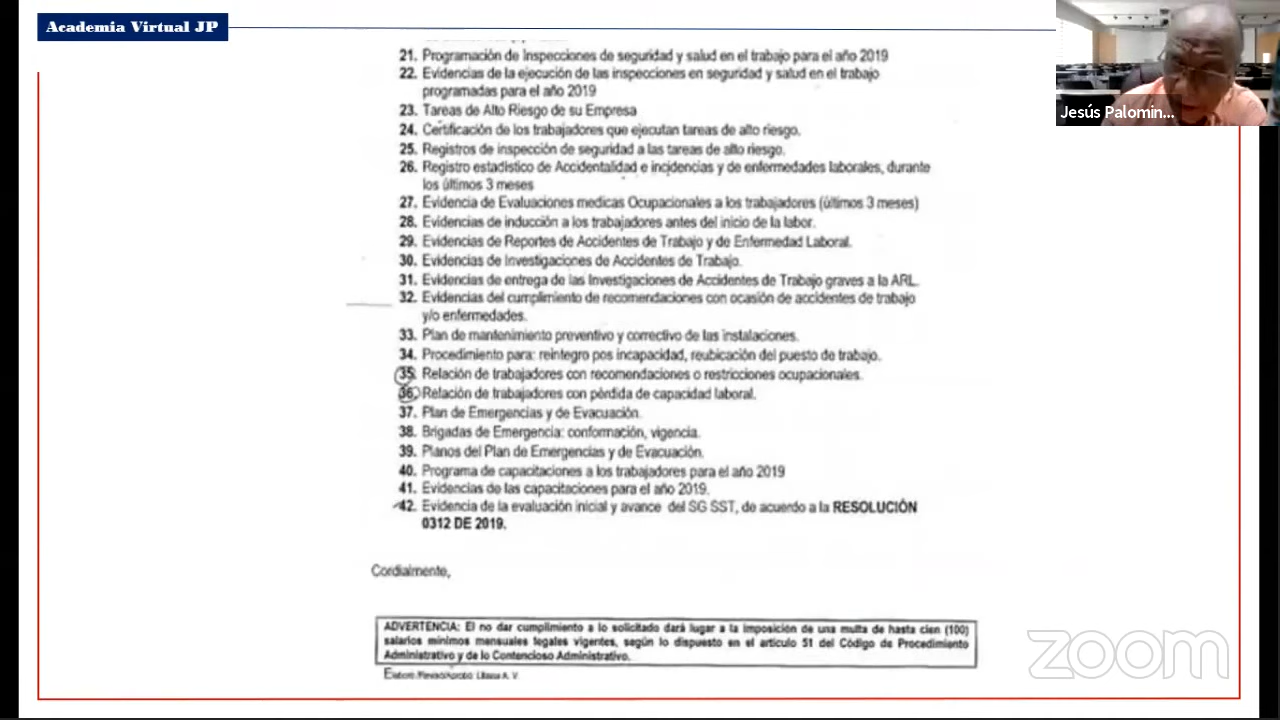 Academia Virtual JP
Jesús Palomin...
21. Programación de Inspecciones de seguridad y salud en el trabajo para el año 2019
22. Evidencias de la ejecución de las inspecciones en seguridad y salud en el trabajo
programadas para el año 2019
23. Tareas de Alto Riesgo de su Empresa
24. Certificación de los trabajadores que ejecutan tareas de alto riesgo.
25. Registros de inspección de seguridad a las tareas de alto riesgo.
26. Registro estadístico de Accidentalidad e incidencias y de enfermedades laborales, durante
los últimos 3 meses
27. Evidencia de Evaluaciones medicas Ocupacionales a los trabajadores (últimos 3 meses)
28. Evidencias de inducción a los trabajadores antes del inicio de la labor.
29. Evidencias de Reportes de Accidentes de Trabajo y de Enfermedad Laboral.
30. Evidencias de Investigaciones de Accidentes de Trabajo.
31. Evidencias de entrega de las Investigaciones de Accidentes de Trabajo graves a la ARL.
32. Evidencias del cumplimiento de recomendaciones con ocasión de accidentes de trabajo
y/o enfermedades.
33. Plan de mantenimiento preventivo y correctivo de las instalaciones.
34. Procedimiento para: reintegro pos incapacidad, reubicación del puesto de trabajo.
35. Relación de trabajadores con recomendaciones o restricciones ocupacionales.
36. Relación de trabajadores con pérdida de capacidad laboral.
37. Plan de Emergencias y de Evacuación.
38. Brigadas de Emergencia: conformación, vigencia.
39. Planos del Plan de Emergencias y de Evacuación.
40. Programa de capacitaciones a los trabajadores para el año 2019
41. Evidencias de las capacitaciones para el año 2019.
42. Evidencia de la evaluación inicial y avance del SG SST, de acuerdo a la RESOLUCIÓN
0312 DE 2019.
Cordialmente,
ADVERTENCIA: El no dar cumplimiento a lo solicitado dará lugar a la imposición de una multa de hasta cien (100)
salarios mínimos mensuales legales vigentes, según lo dispuesto en el artículo 51 del Código de Procedimiento
Administrativo y de lo Contencioso Administrativo.
zoom